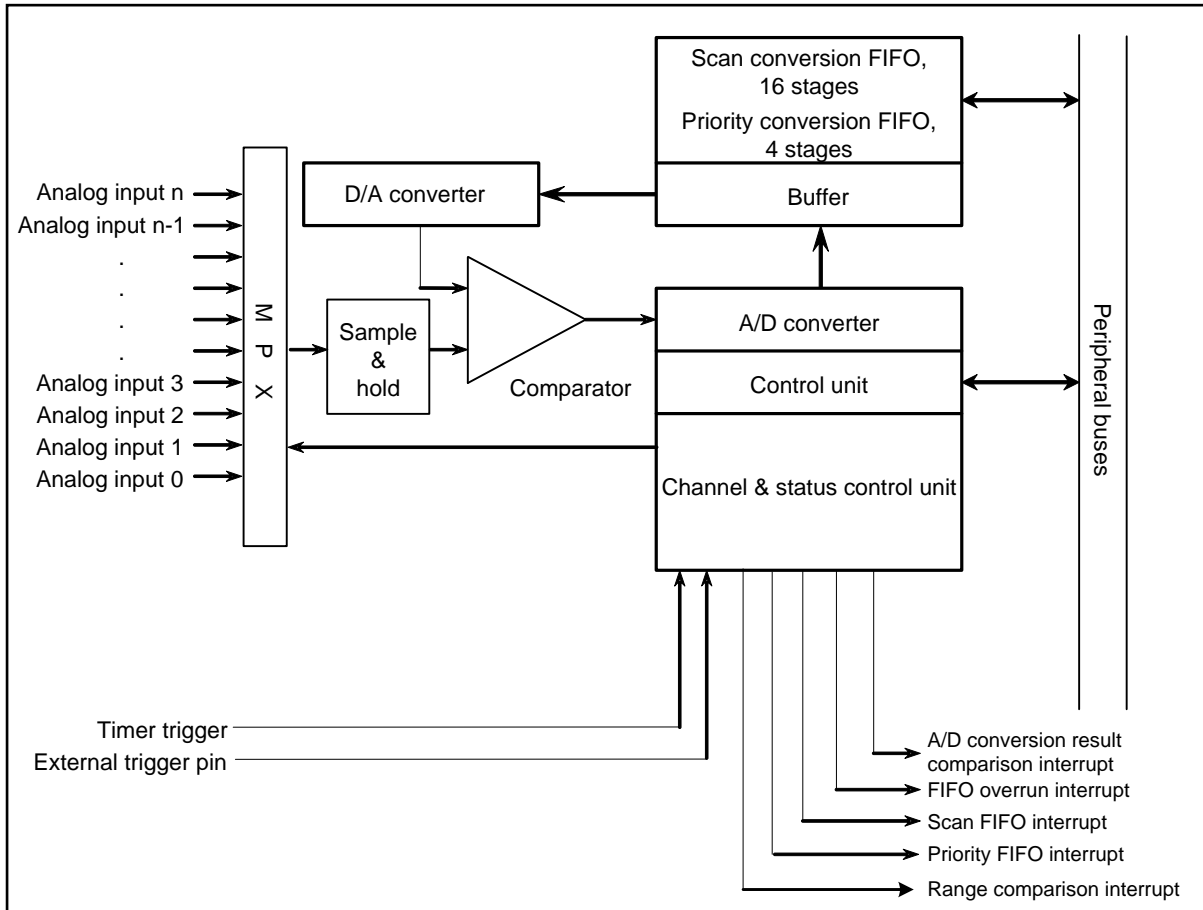 Scan conversion FIFO,
16 stages
Priority conversion FIFO,
4 stages
Buffer
D/A converter
Analog input n
Analog input n-1
.
.
.
.
Analog input 3
Analog input 2
Analog input 1
Analog input 0
M
P
X
Sample
&
hold
Comparator
A/D converter
Control unit
Channel & status control unit
Peripheral buses
Timer trigger
External trigger pin
A/D conversion result
comparison interrupt
FIFO overrun interrupt
Scan FIFO interrupt
Priority FIFO interrupt
Range comparison interrupt